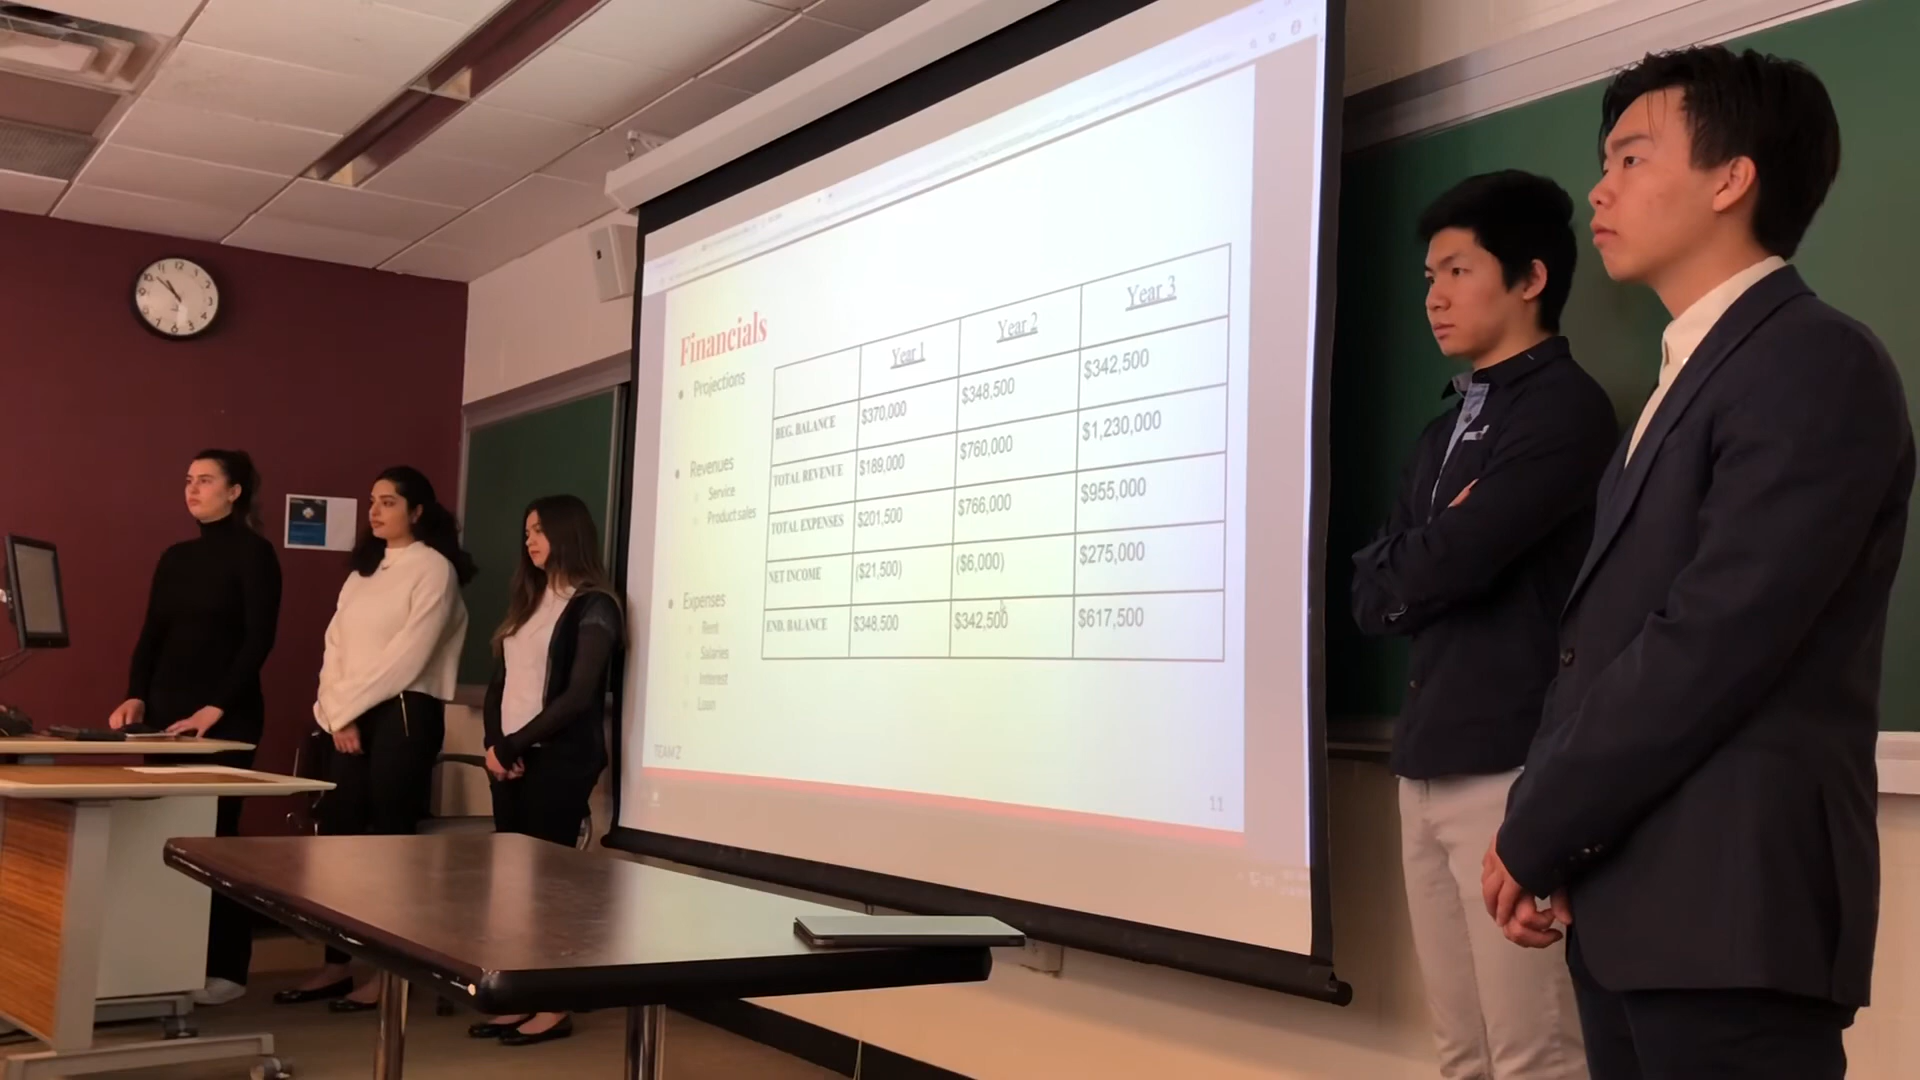 Financials
Projections
Revenues
Service
Product sales
Expenses
Rent
Salaries
Interest
Loan
Year 1 Year 2 Year 3
BEG. BALANCE $370,000 $348,500 $342,500
TOTAL REVENUE $189,000 $760,000 $1,230,000
TOTAL EXPENSES $201,500 $766,000 $955,000
NET INCOME ($21,500) ($6,000) $275,000
END. BALANCE $348,500 $342,500 $617,500
TEAM Z
11